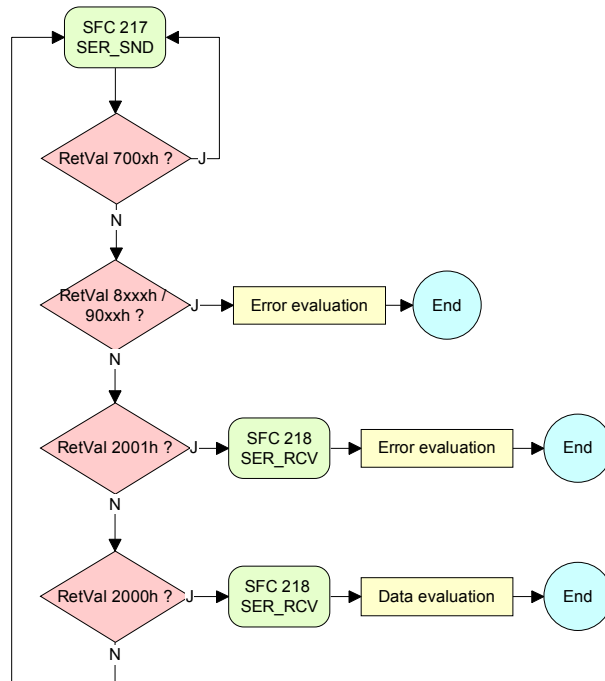 SFC 217
SER_SND
RetVal 700xh ?
J
N
RetVal 8xxxh /
90xxh ?
J
Error evaluation
End
N
RetVal 2001h ?
J
SFC 218
SER_RCV
Error evaluation
End
N
RetVal 2000h ?
J
SFC 218
SER_RCV
Data evaluation
End
N